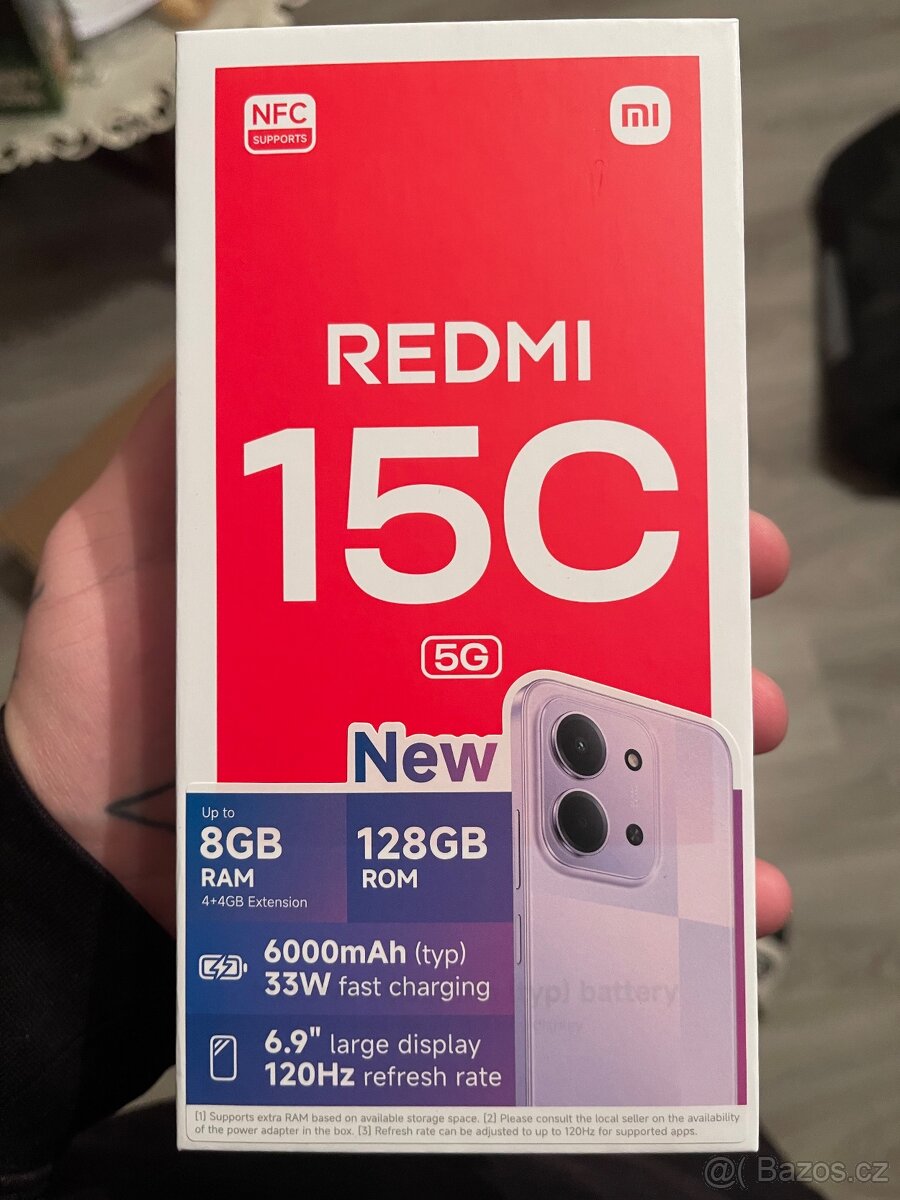 NFC
SUPPORTS
mi
REDMI
15C
5G
New
Up to
8GB
RAM
4+4GB Extension
128GB
ROM
6000mAh (typ)
33W fast charging
typ) battery
6.9" large display
120Hz refresh rate
[1] Supports extra RAM based on available storage space. [2] Please consult the local seller on the availability
of the power adapter in the box. [3] Refresh rate can be adjusted to up to 120Hz for supported apps.
@( Bazos.cz